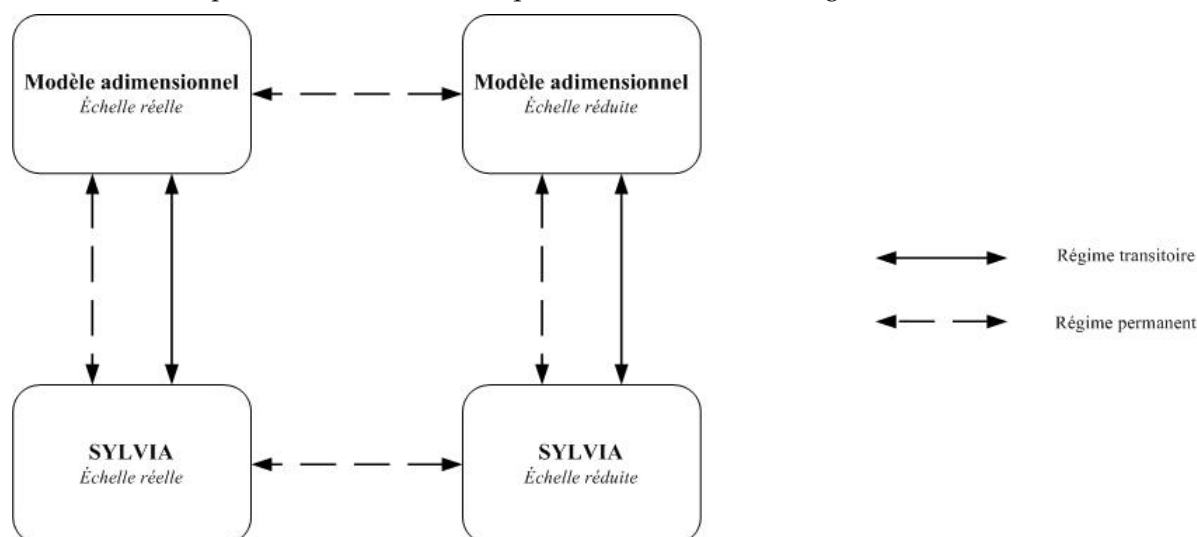 Modèle adimensionnel
Échelle réelle
Modèle adimensionnel
Échelle réduite
Régime transitoire
Régime permanent
SYLVIA
Échelle réelle
SYLVIA
Échelle réduite